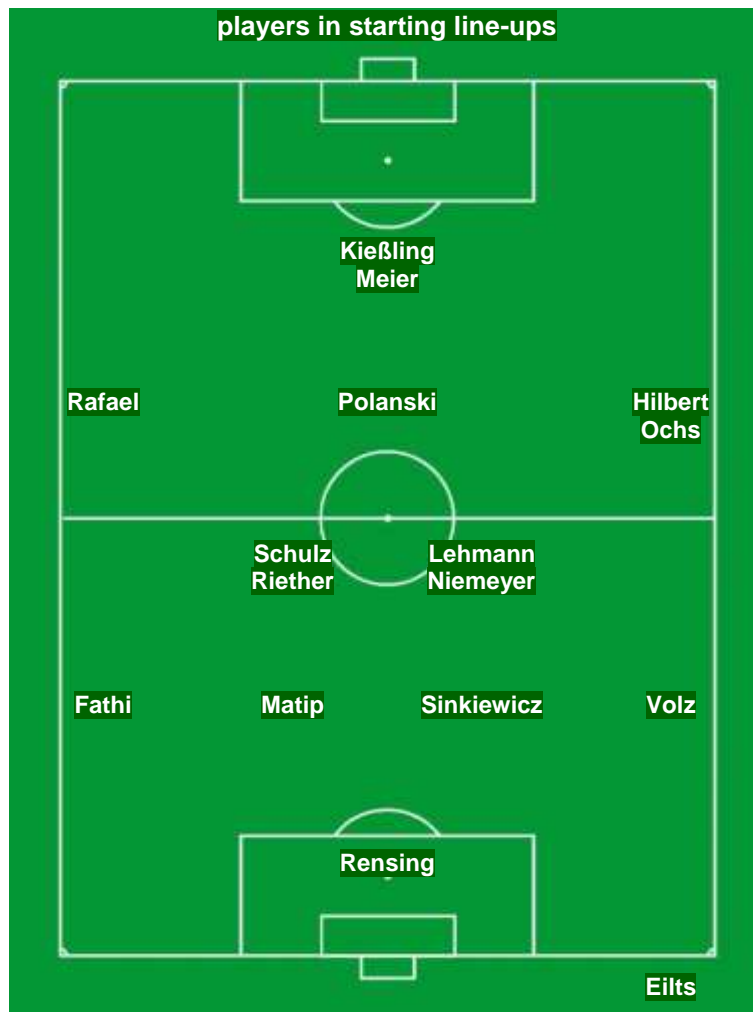 players in starting line-ups
Kießling
Meier
Rafael Polanski Hilbert
Ochs
Schulz Lehmann
Riether Niemeyer
Fathi Matip Sinkiewicz Volz
Rensing
Eilts